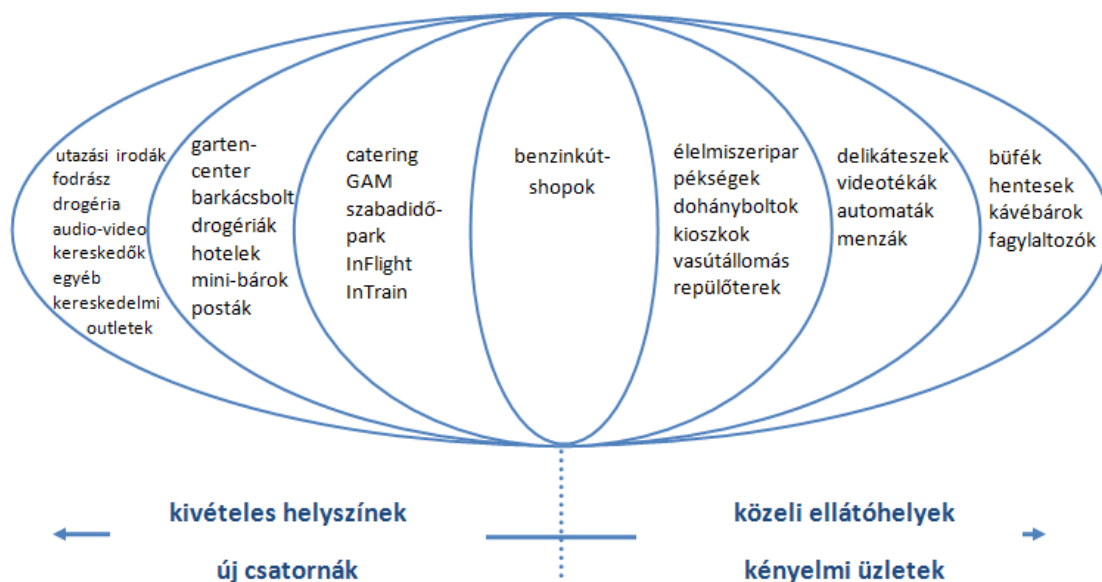 utazási irodák
fodrász
drogéria
audio-video
kereskedők
egyéb
kereskedelmi
outletek
garten-
center
barkácsbolt
drogériák
hotelek
mini-bárok
posták
catering
GAM
szabadidő-
park
InFlight
InTrain
benzinkút-
shopok
élelmiszeripar
pékségek
dohányboltok
kioszkok
vasútállomás
repülőterek
delikáteszek
videotékák
automaták
menzák
büfék
hentesek
kávébárok
fagylaltozók
kivételes helyszínek
új csatornák
közeli ellátóhelyek
kényelmi üzletek